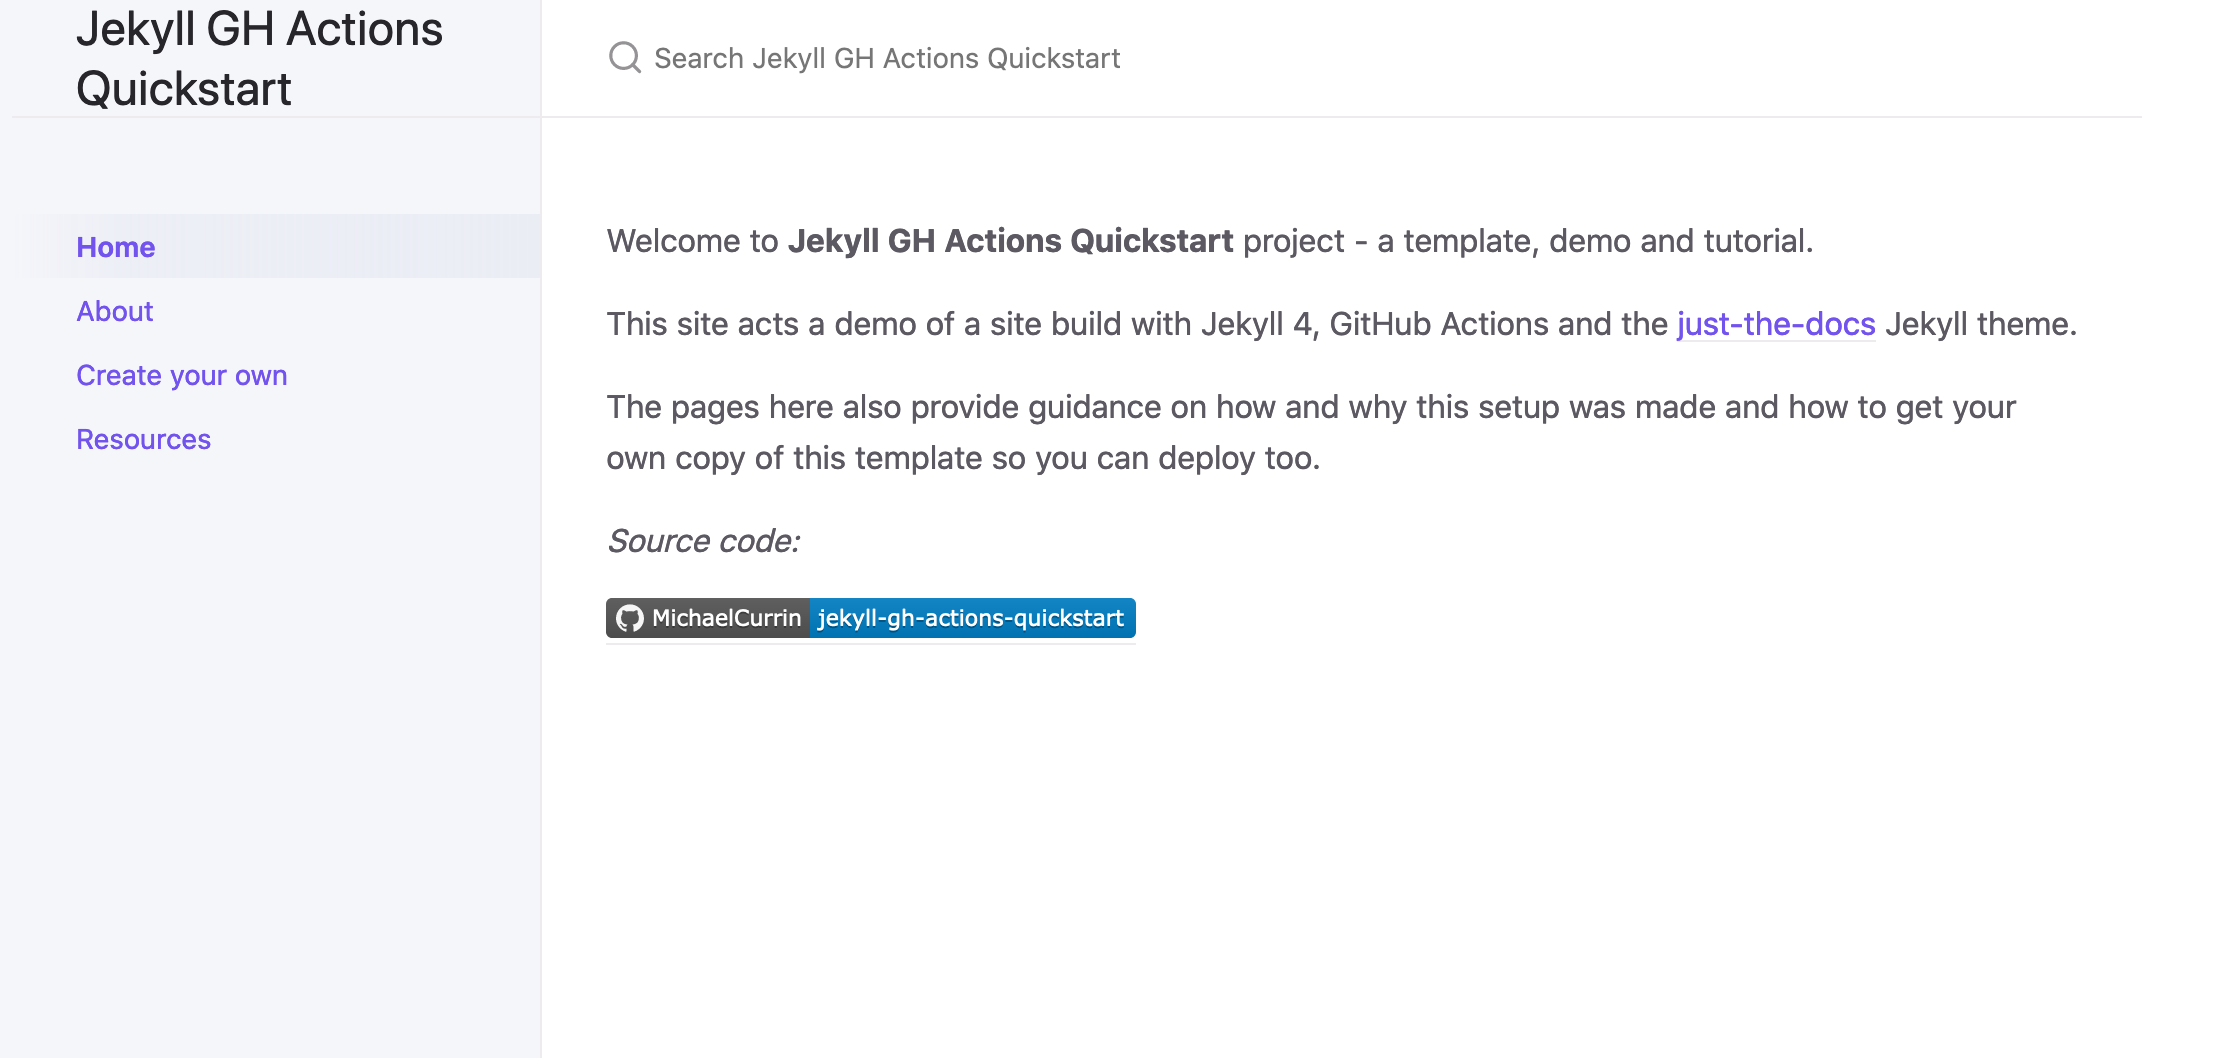 Jekyll GH Actions
Quickstart
Search Jekyll GH Actions Quickstart
Home
About
Create your own
Resources
Welcome to Jekyll GH Actions Quickstart project - a template, demo and tutorial.
This site acts a demo of a site build with Jekyll 4, GitHub Actions and the just-the-docs Jekyll theme.
The pages here also provide guidance on how and why this setup was made and how to get your
own copy of this template so you can deploy too.
Source code:
MichaelCurrin jekyll-gh-actions-quickstart